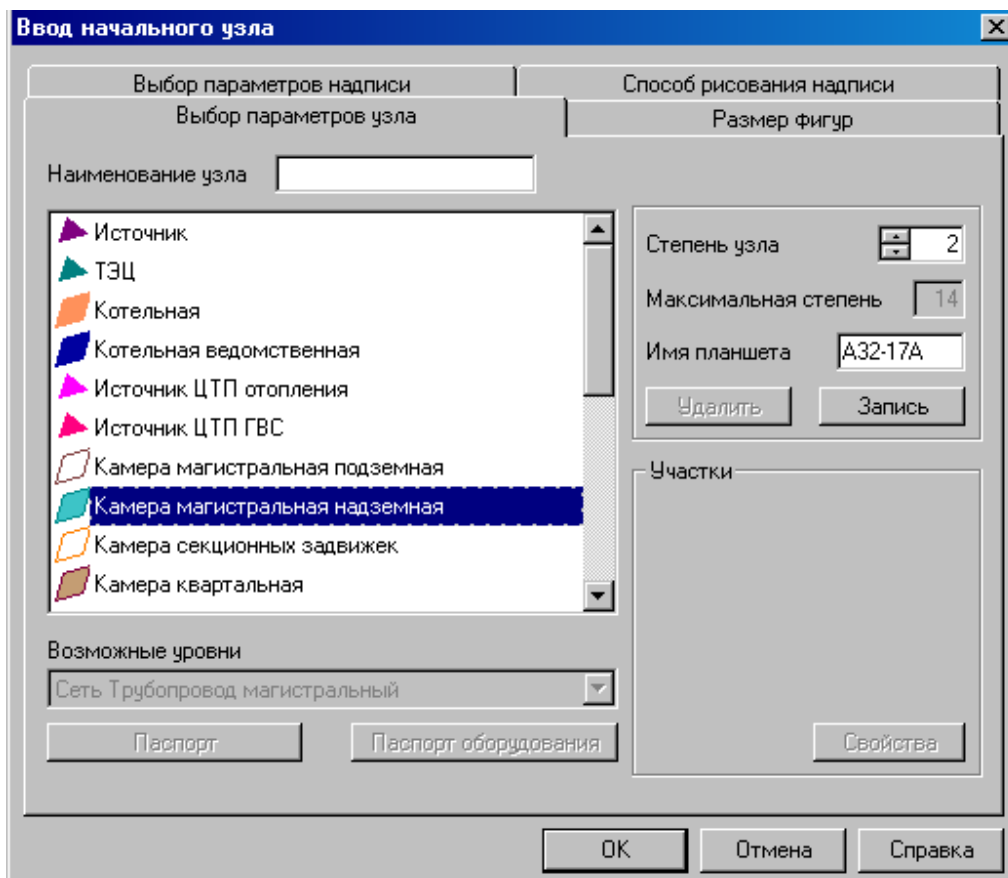 Ввод начального узла
Выбор параметров надписи
Способ рисования надписи
Выбор параметров узла
Размер фигур
Наименование узла
Источник
ТЭЦ
Котельная
Котельная ведомственная
Источник ЦТП отопления
Источник ЦТП ГВС
Камера магистральная подземная
Камера магистральная надземная
Камера секционных задвижек
Камера квартальная
Степень узла 2
Максимальная степень 14
Имя планшета А32-17А
Удалить Запись
Участки
Возможные уровни
Сеть Трубопровод магистральный
Паспорт Паспорт оборудования
Свойства
OK Отмена Справка